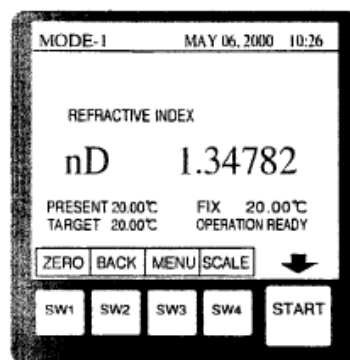 MODE-1 MAY 06, 2000 10:26
REFRACTIVE INDEX
nD 1.34782
PRESENT 20.00℃ FIX 20.00℃
TARGET 20.00℃ OPERATION READY
ZERO BACK MENU SCALE
SW1 SW2 SW3 SW4 START